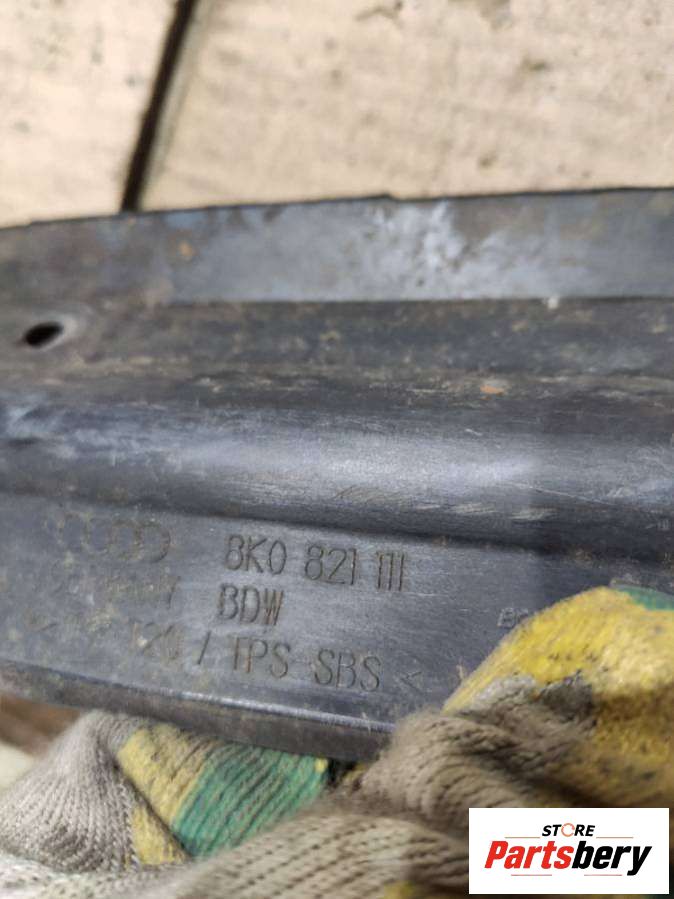 8K0 821 111
BDW
/ TPS-SBS <
STORE
Partsbery